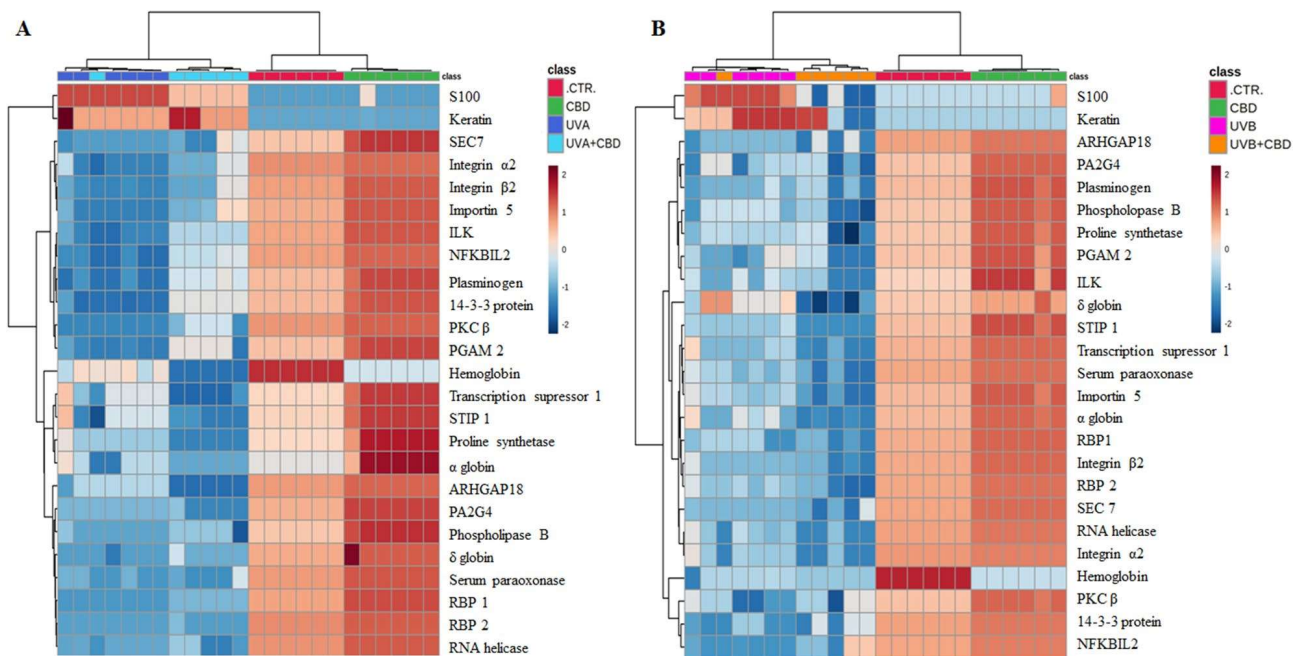 A
class
S100
Keratin
SEC7
Integrin α2
Integrin β2
Importin 5
ILK
NFKBIL2
Plasminogen
14-3-3 protein
PKC β
PGAM 2
Hemoglobin
Transcription supressor 1
STIP 1
Proline synthetase
α globin
ARHGAP18
PA2G4
Phospholipase B
δ globin
Serum paraoxonase
RBP 1
RBP 2
RNA helicase
class
.CTR.
CBD
UVA
UVA+CBD
2
1
0
-1
-2
B
class
S100
Keratin
ARHGAP18
PA2G4
Plasminogen
Phospholopase B
Proline synthetase
PGAM 2
ILK
δ globin
STIP 1
Transcription supressor 1
Serum paraoxonase
Importin 5
α globin
RBP1
Integrin β2
RBP 2
SEC 7
RNA helicase
Integrin α2
Hemoglobin
PKC β
14-3-3 protein
NFKBIL2
class
.CTR.
CBD
UVB
UVB+CBD
2
1
0
-1
-2